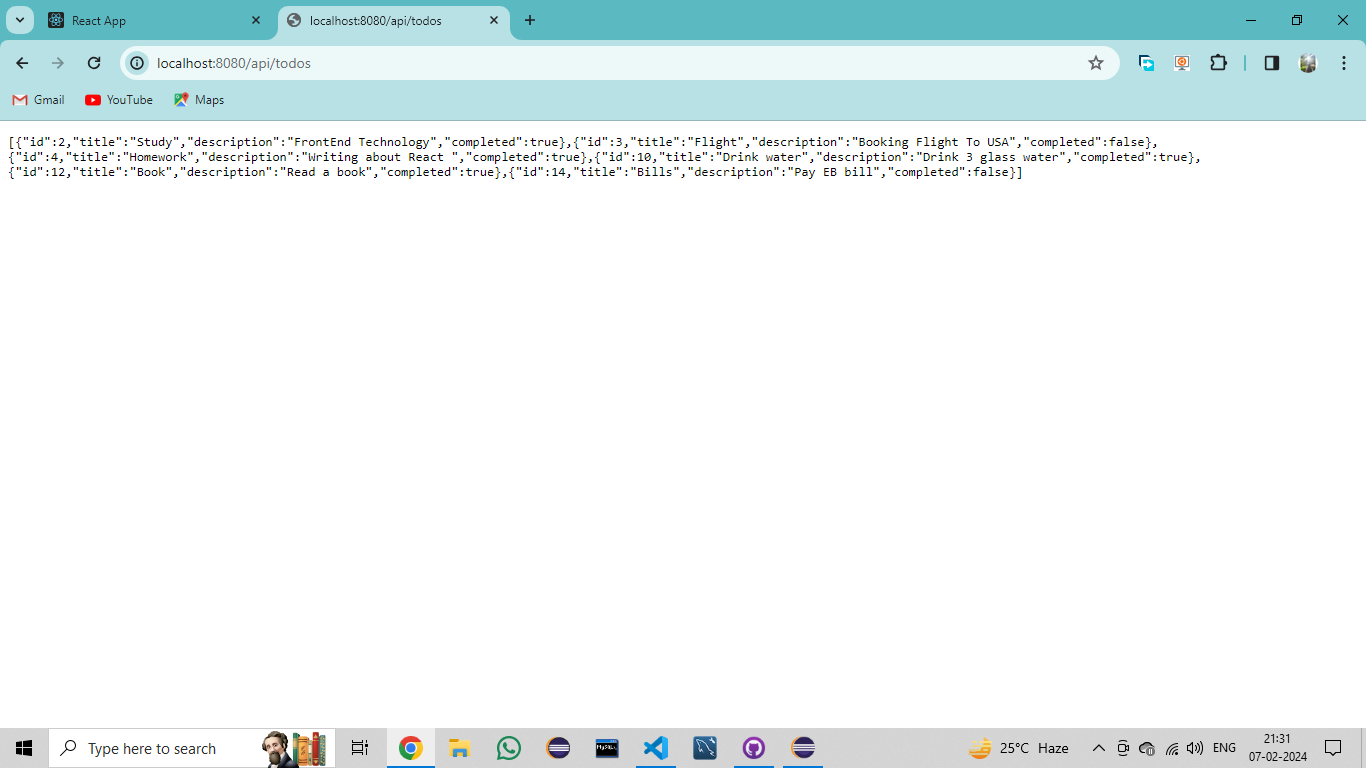 React App
localhost:8080/api/todos
localhost:8080/api/todos
Gmail YouTube Maps
[{"id":2,"title":"Study","description":"FrontEnd Technology","completed":true},{"id":3,"title":"Flight","description":"Booking Flight To USA","completed":false},
{"id":4,"title":"Homework","description":"Writing about React ","completed":true},{"id":10,"title":"Drink water","description":"Drink 3 glass water","completed":true},
{"id":12,"title":"Book","description":"Read a book","completed":true},{"id":14,"title":"Bills","description":"Pay EB bill","completed":false}]
Type here to search
MySQL
25°C Haze
ENG
21:31
07-02-2024